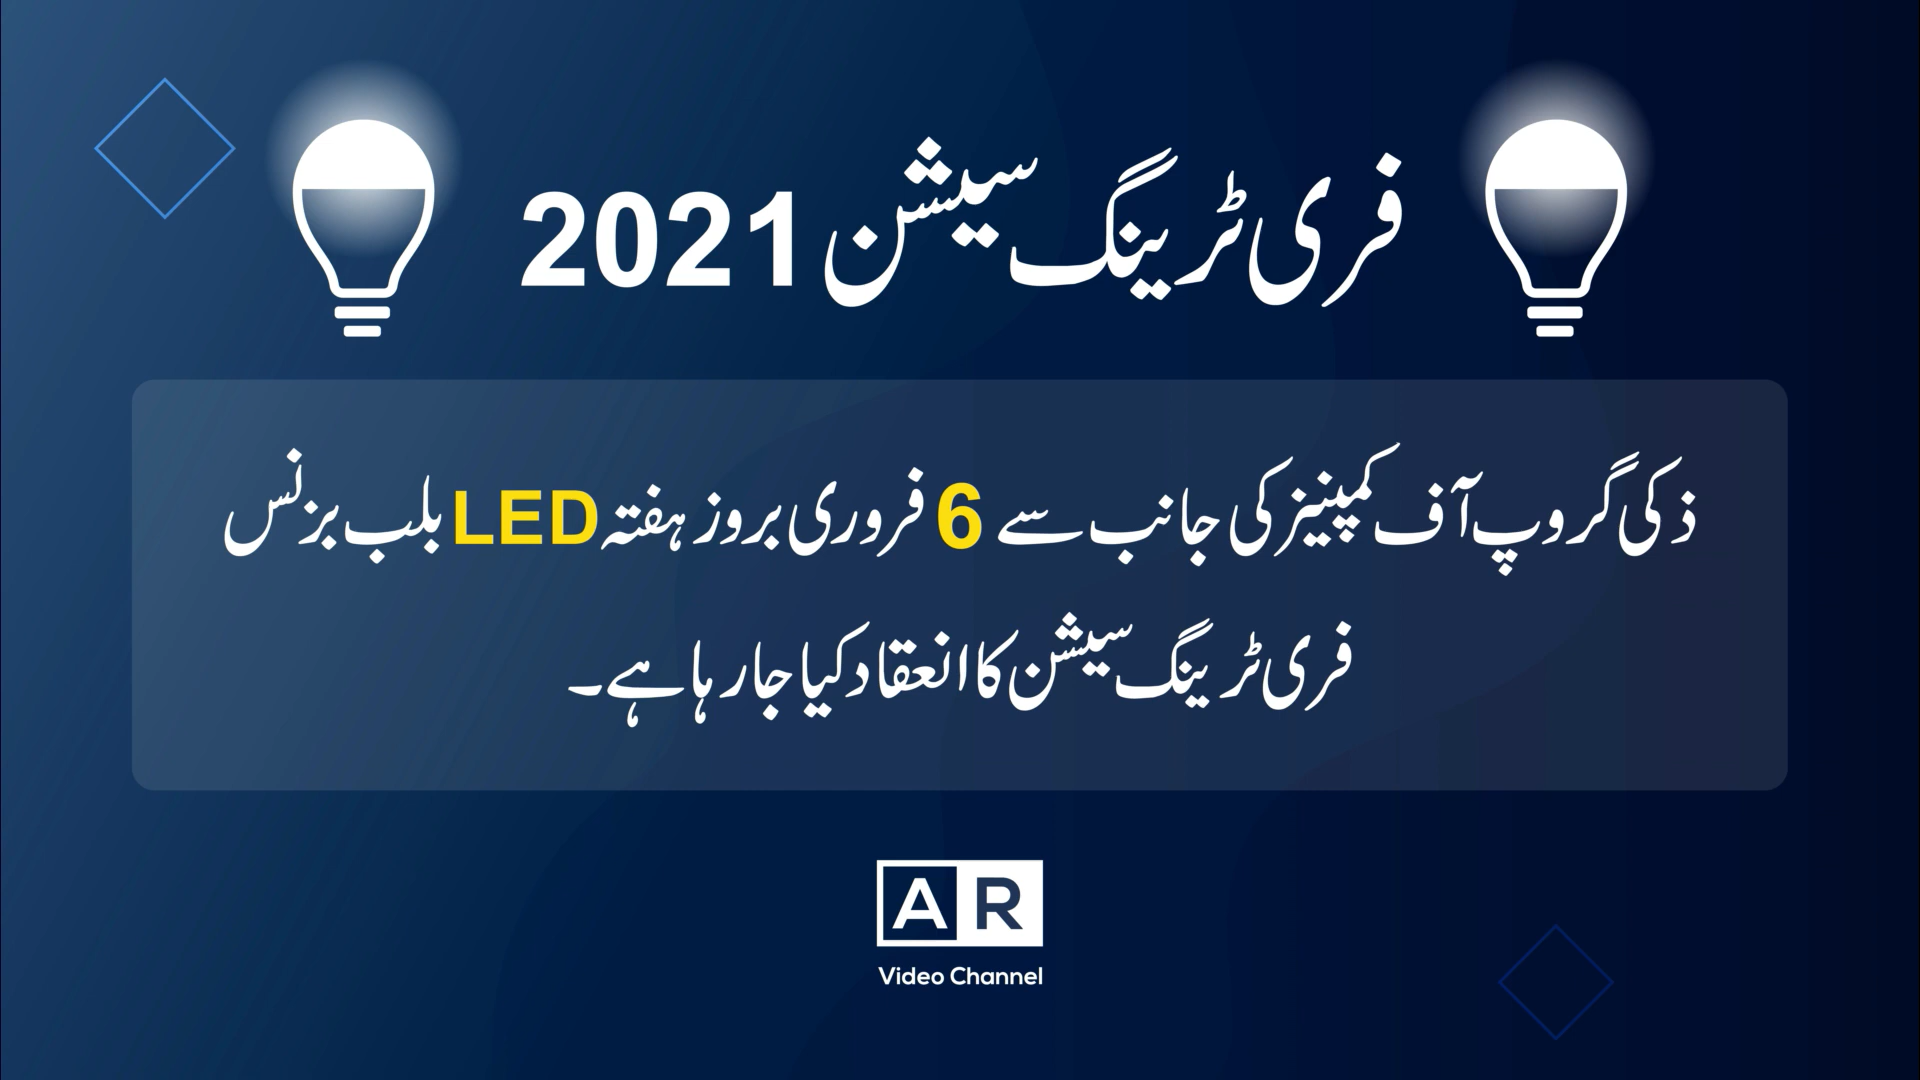 فری ٹریننگ سیشن 2021
ذکی گروپ آف کمپنیز کی جانب سے 6 فروری بروز ہفتہ LED بلب بزنس
فری ٹریننگ سیشن کا انعقاد کیا جا رہا ہے۔
AR
Video Channel